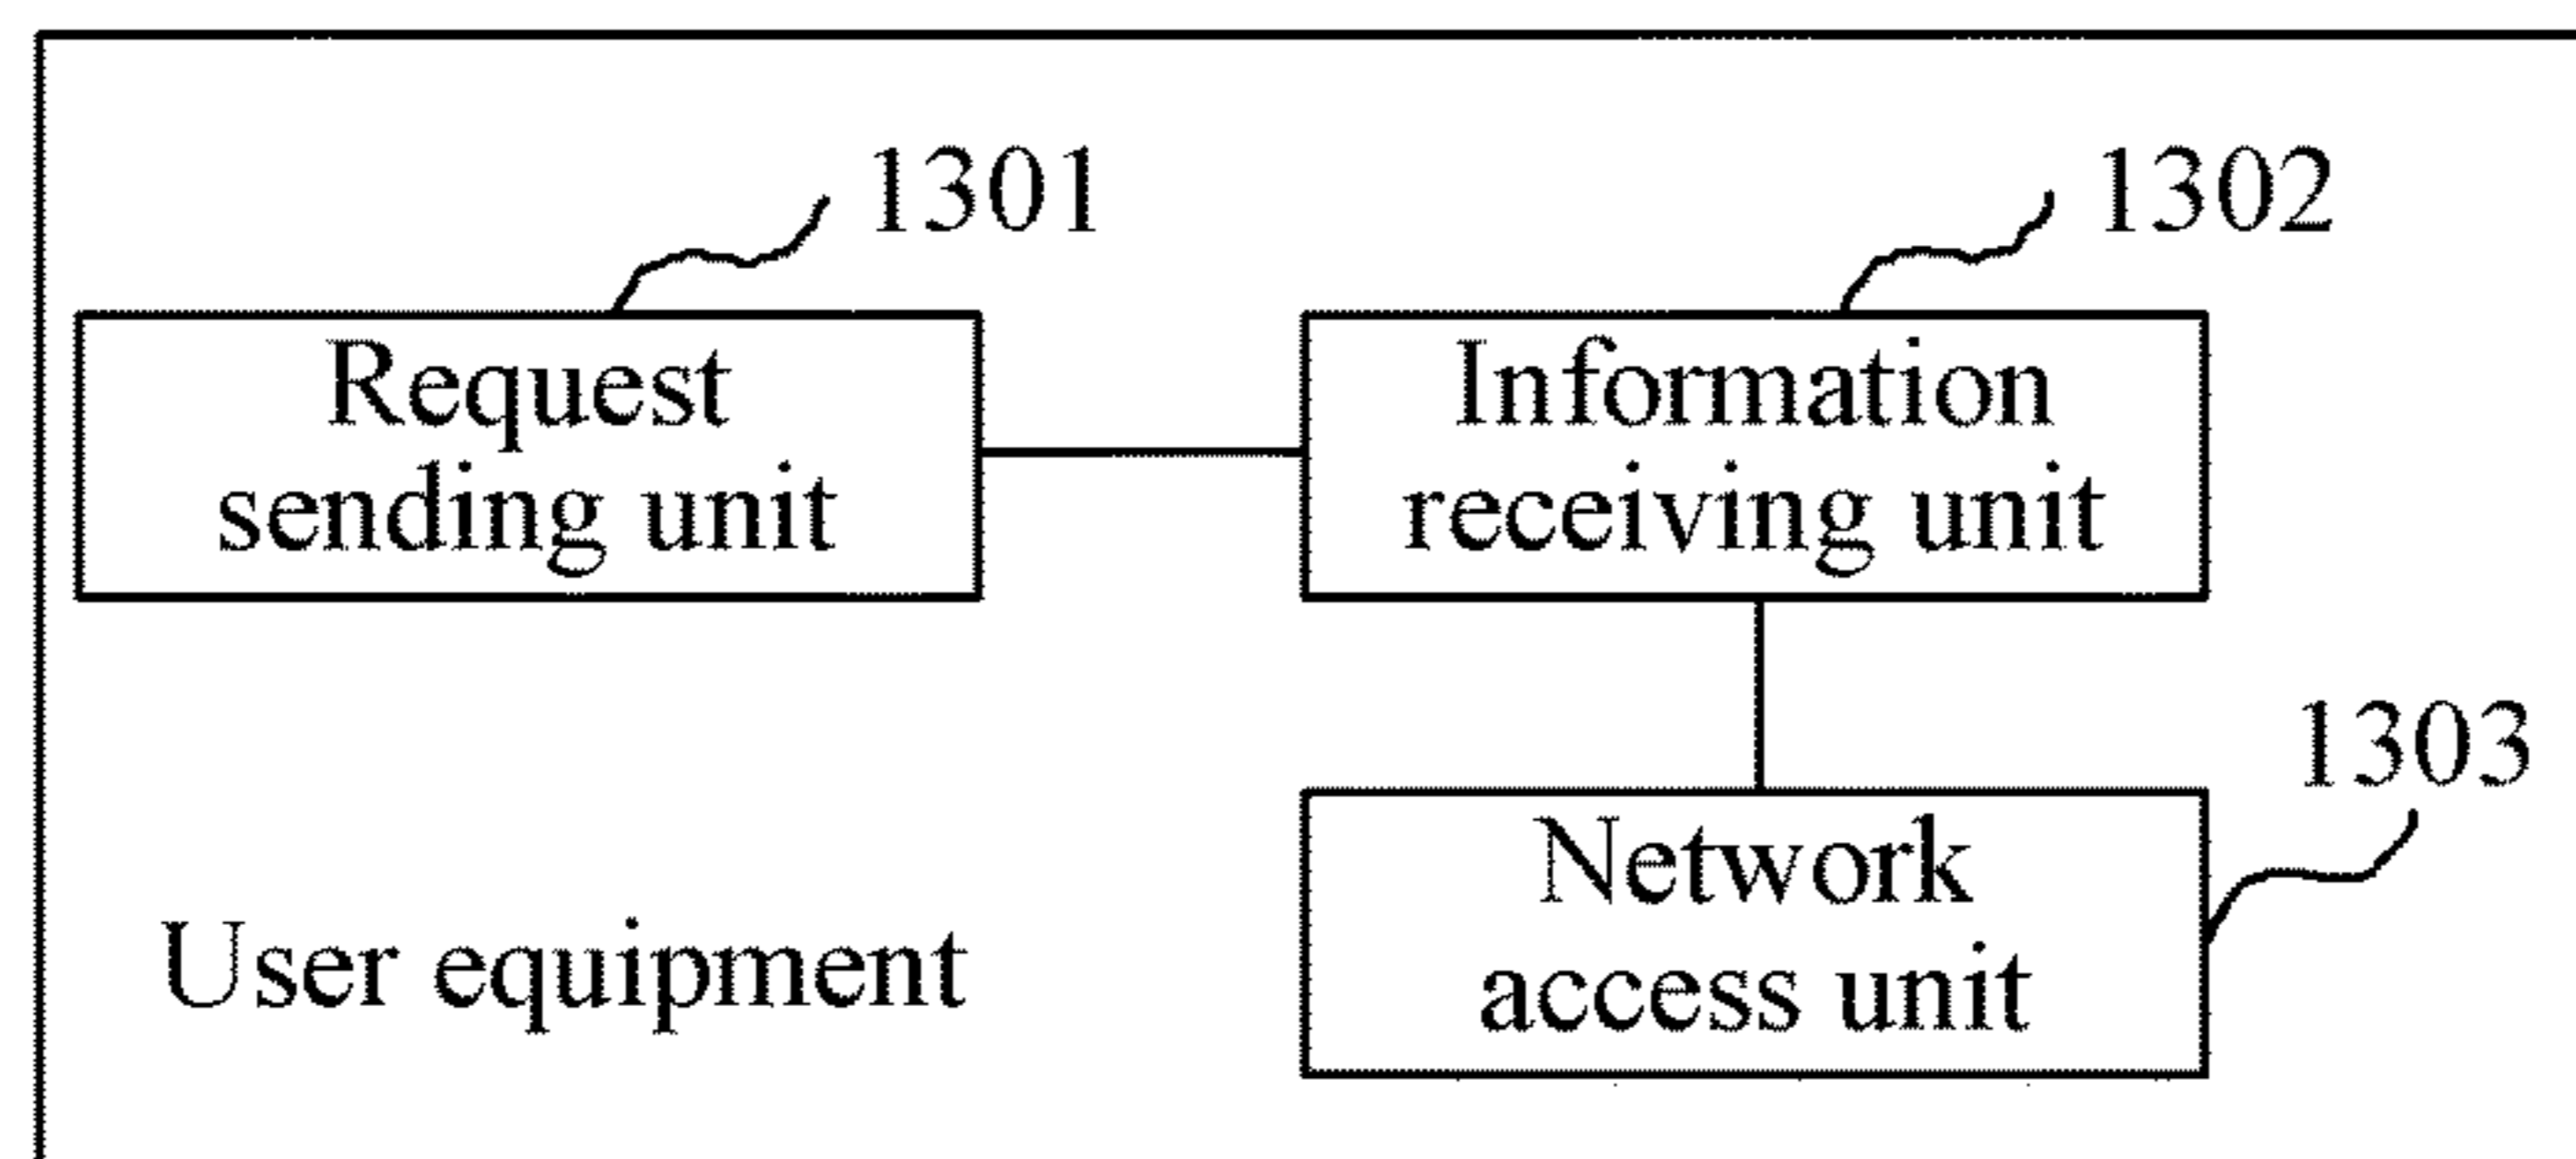 1301
1302
Request
sending unit
Information
receiving unit
1303
Network
access unit
User equipment